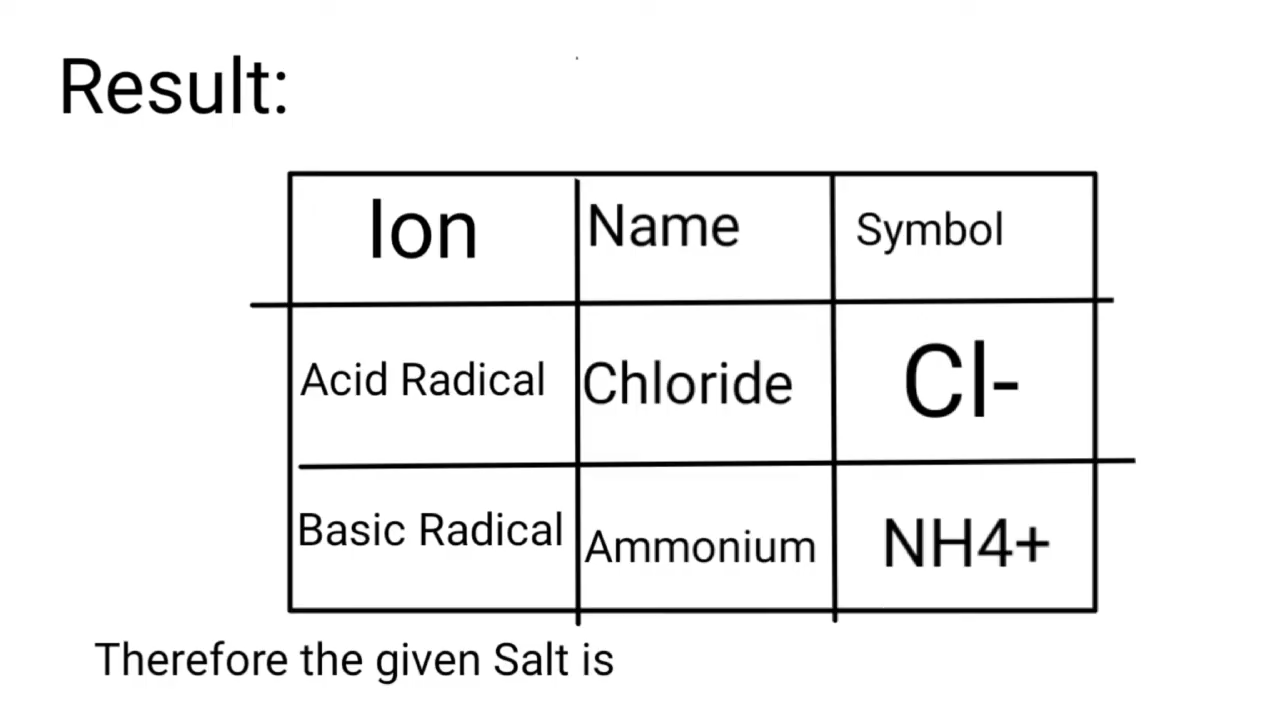 Result:
Ion Name Symbol
Acid Radical Chloride Cl-
Basic Radical Ammonium NH4+
Therefore the given Salt is